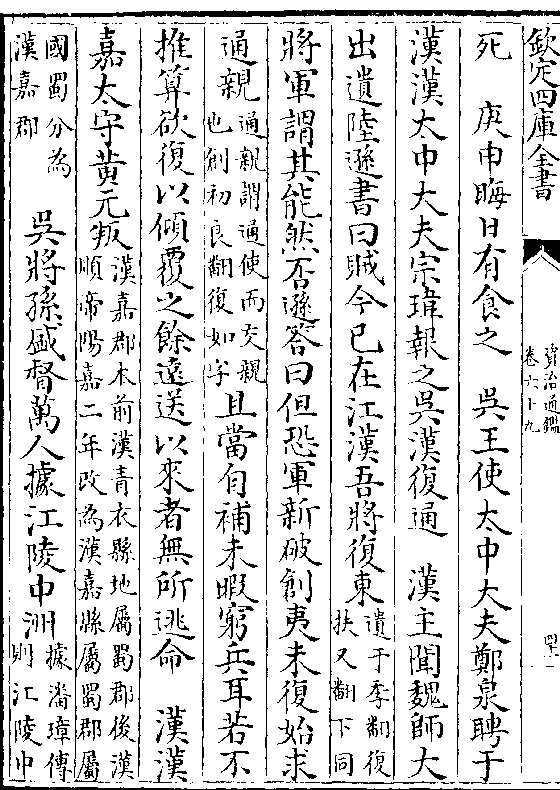 欽定四庫全書
資治通鑑
卷六十九
死　庚申晦日有食之　吳王使太中大夫鄭泉聘于
漢漢太中大夫宗瑋報之吳漢復通　漢主聞魏師大
出遺陸遜書曰賊今已在江漢吾將復東
遺于季翻復
扶又翻下同
將軍謂其能然否遜答曰但恐軍新破創夷未復始求
通親
通親謂通使而交親
也創初良翻復如字
且當自補未暇窮兵耳若不
推算欲復以傾覆之餘遠送以來者無所逃命　漢漢
嘉太守黄元叛
漢嘉郡本前漢青衣縣地屬蜀郡後漢
順帝陽嘉二年改為漢嘉縣屬蜀郡屬
國蜀分為
漢嘉郡
吳將孫盛督萬人據江陵中洲
據潘璋傳
則江陵中